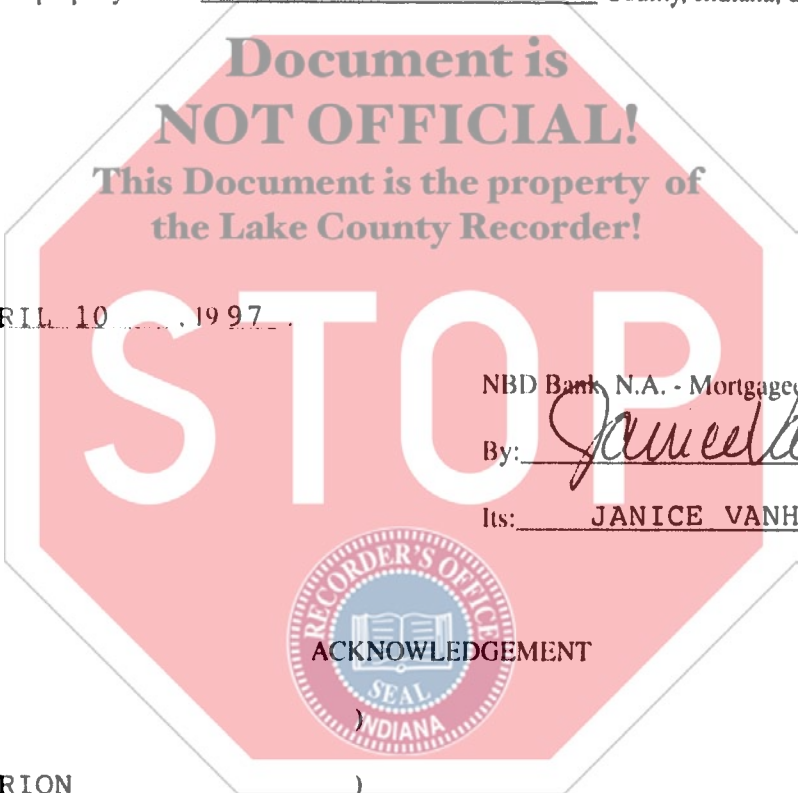 Document is
NOT OFFICIAL!
This Document is the property of
the Lake County Recorder!
RIL 10, 1997.
STOP
NBD Bank, N.A. - Mortgagee
By:
Its: JANICE VANH
RECORDER'S OFFICE
ACKNOWLEDGEMENT
SEAL
)
INDIANA
RION )